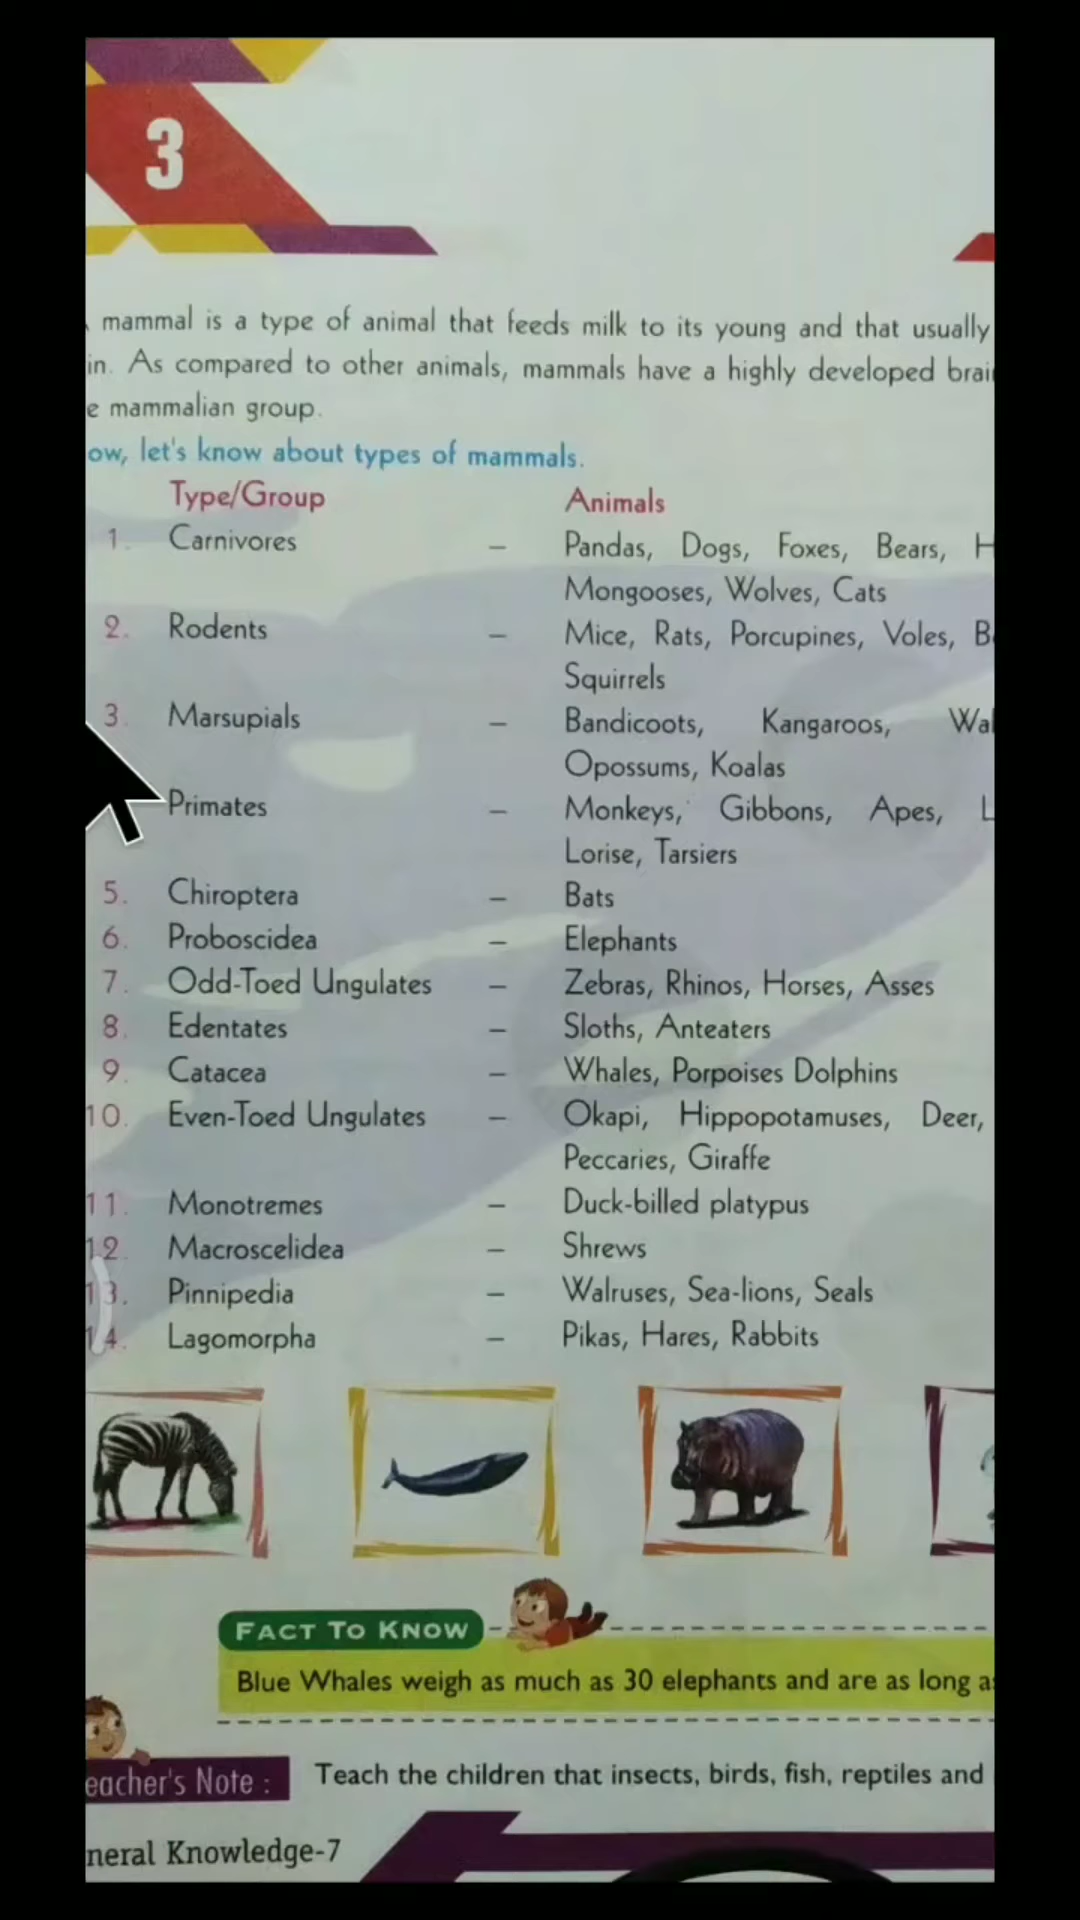 3
mammal is a type of animal that feeds milk to its young and that usually
in. As compared to other animals, mammals have a highly developed
e mammalian group.
ow, let's know about types of mammals.
Type/Group Animals
1. Carnivores – Pandas, Dogs, Foxes, Bears, H
Mongooses, Wolves, Cats
2. Rodents – Mice, Rats, Porcupines, Voles, B
Squirrels
3. Marsupials – Bandicoots, Kangaroos, Wal
Opossums, Koalas
Primates – Monkeys, Gibbons, Apes, L
Lorise, Tarsiers
5. Chiroptera – Bats
6. Proboscidea – Elephants
7. Odd-Toed Ungulates – Zebras, Rhinos, Horses, Asses
8. Edentates – Sloths, Anteaters
9. Catacea – Whales, Porpoises Dolphins
10. Even-Toed Ungulates – Okapi, Hippopotamuses, Deer,
Peccaries, Giraffe
11. Monotremes – Duck-billed platypus
12. Macroscelidea – Shrews
13. Pinnipedia – Walruses, Sea-lions, Seals
14. Lagomorpha – Pikas, Hares, Rabbits
FACT TO KNOW
Blue Whales weigh as much as 30 elephants and are as long a
eacher's Note : Teach the children that insects, birds, fish, reptiles and
neral Knowledge-7